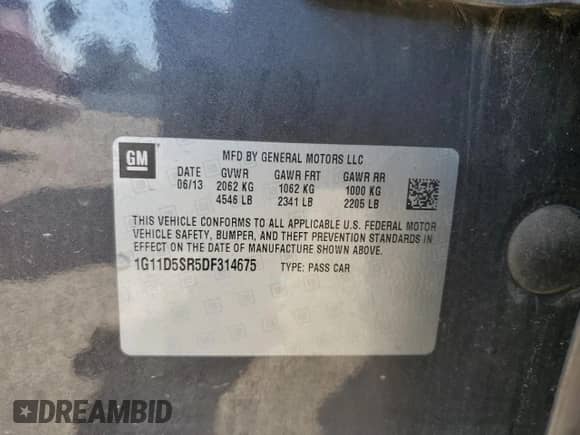 GM
MFD BY GENERAL MOTORS LLC
DATE GVWR GAWR FRT GAWR RR
06/13 2062 KG 1062 KG 1000 KG
4546 LB 2341 LB 2205 LB
THIS VEHICLE CONFORMS TO ALL APPLICABLE U.S. FEDERAL MOTOR
VEHICLE SAFETY, BUMPER, AND THEFT PREVENTION STANDARDS IN
EFFECT ON THE DATE OF MANUFACTURE SHOWN ABOVE.
1G11D5SR5DF314675 TYPE: PASS CAR
DREAMBID